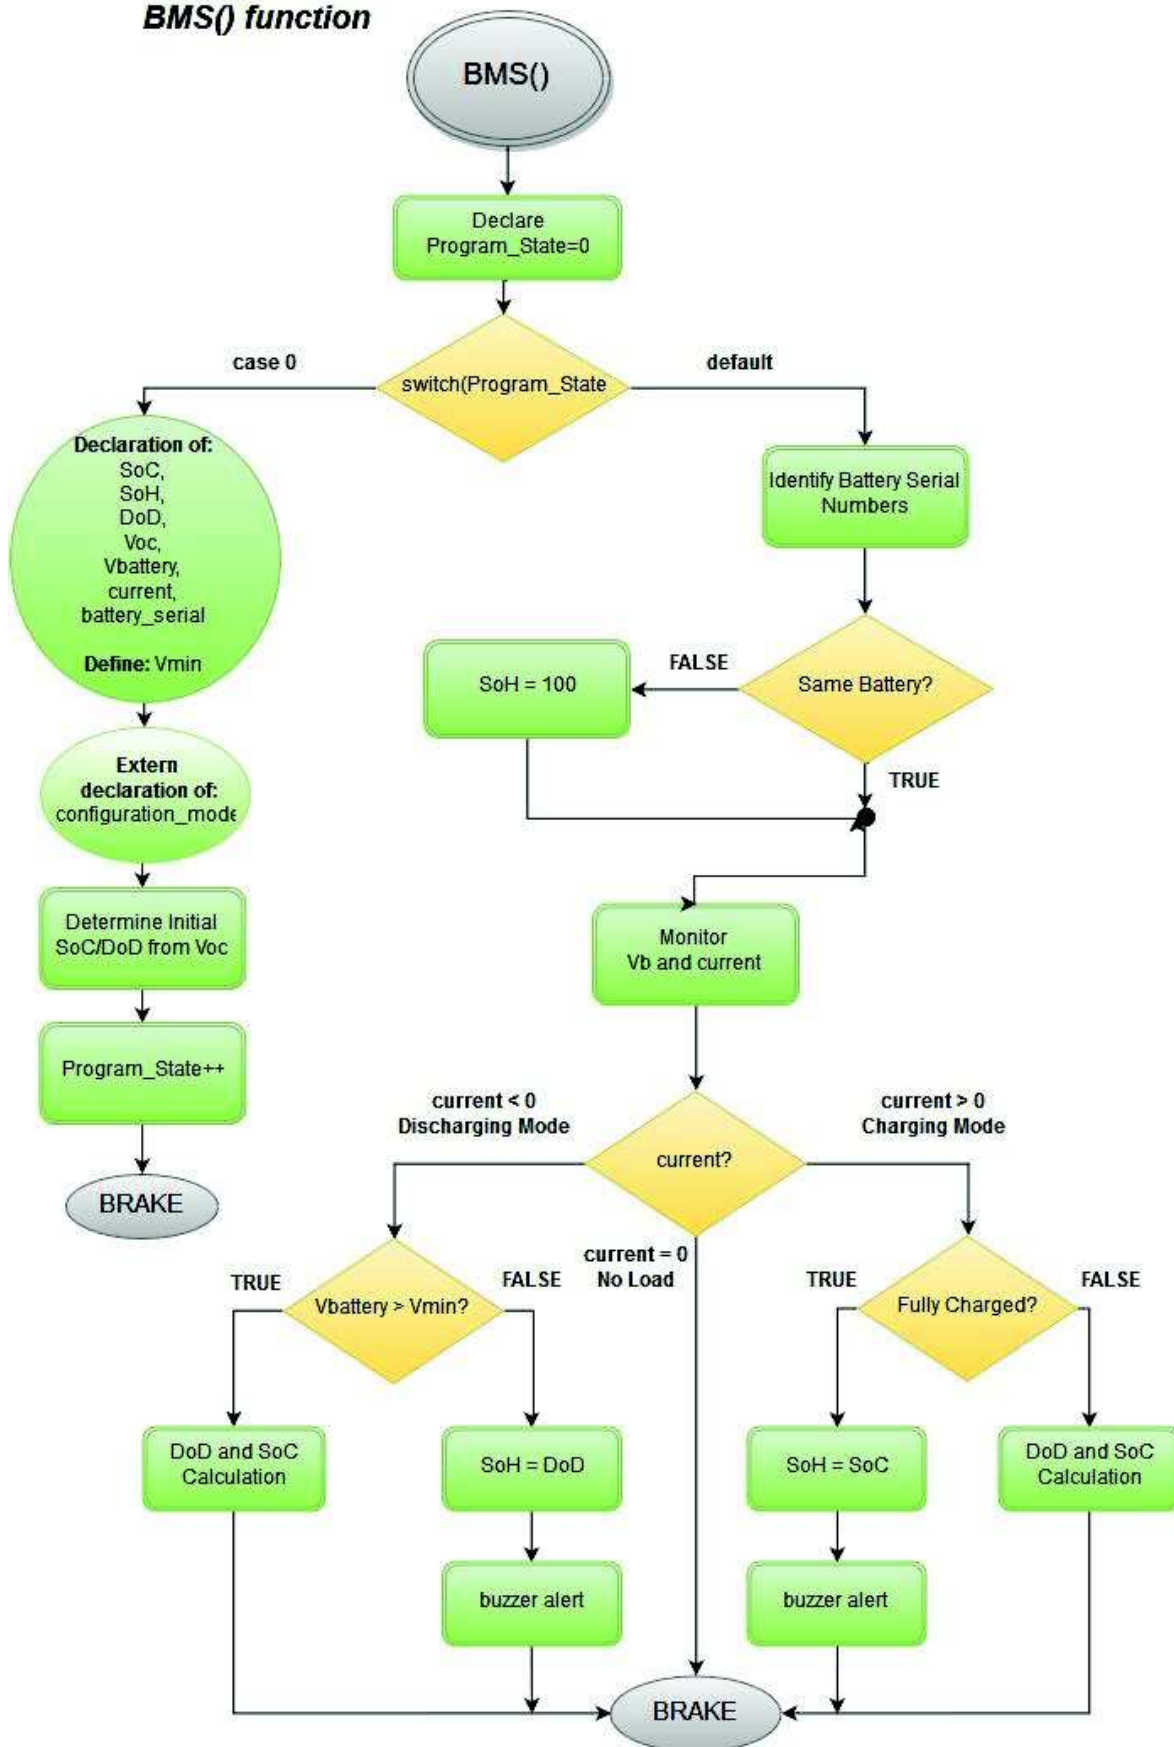 BMS() function
BMS()
Declare
Program_State=0
switch(Program_State
case 0
default
Declaration of:
SoC,
SoH,
DoD,
Voc,
Vbattery,
current,
battery_serial
Define: Vmin
Extern
declaration of:
configuration_mode
Determine Initial
SoC/DoD from Voc
Program_State++
BRAKE
Identify Battery Serial
Numbers
Same Battery?
FALSE
SoH = 100
TRUE
Monitor
Vb and current
current?
current < 0
Discharging Mode
current > 0
Charging Mode
current = 0
No Load
Vbattery > Vmin?
TRUE
FALSE
DoD and SoC
Calculation
SoH = DoD
buzzer alert
Fully Charged?
TRUE
FALSE
SoH = SoC
buzzer alert
DoD and SoC
Calculation
BRAKE